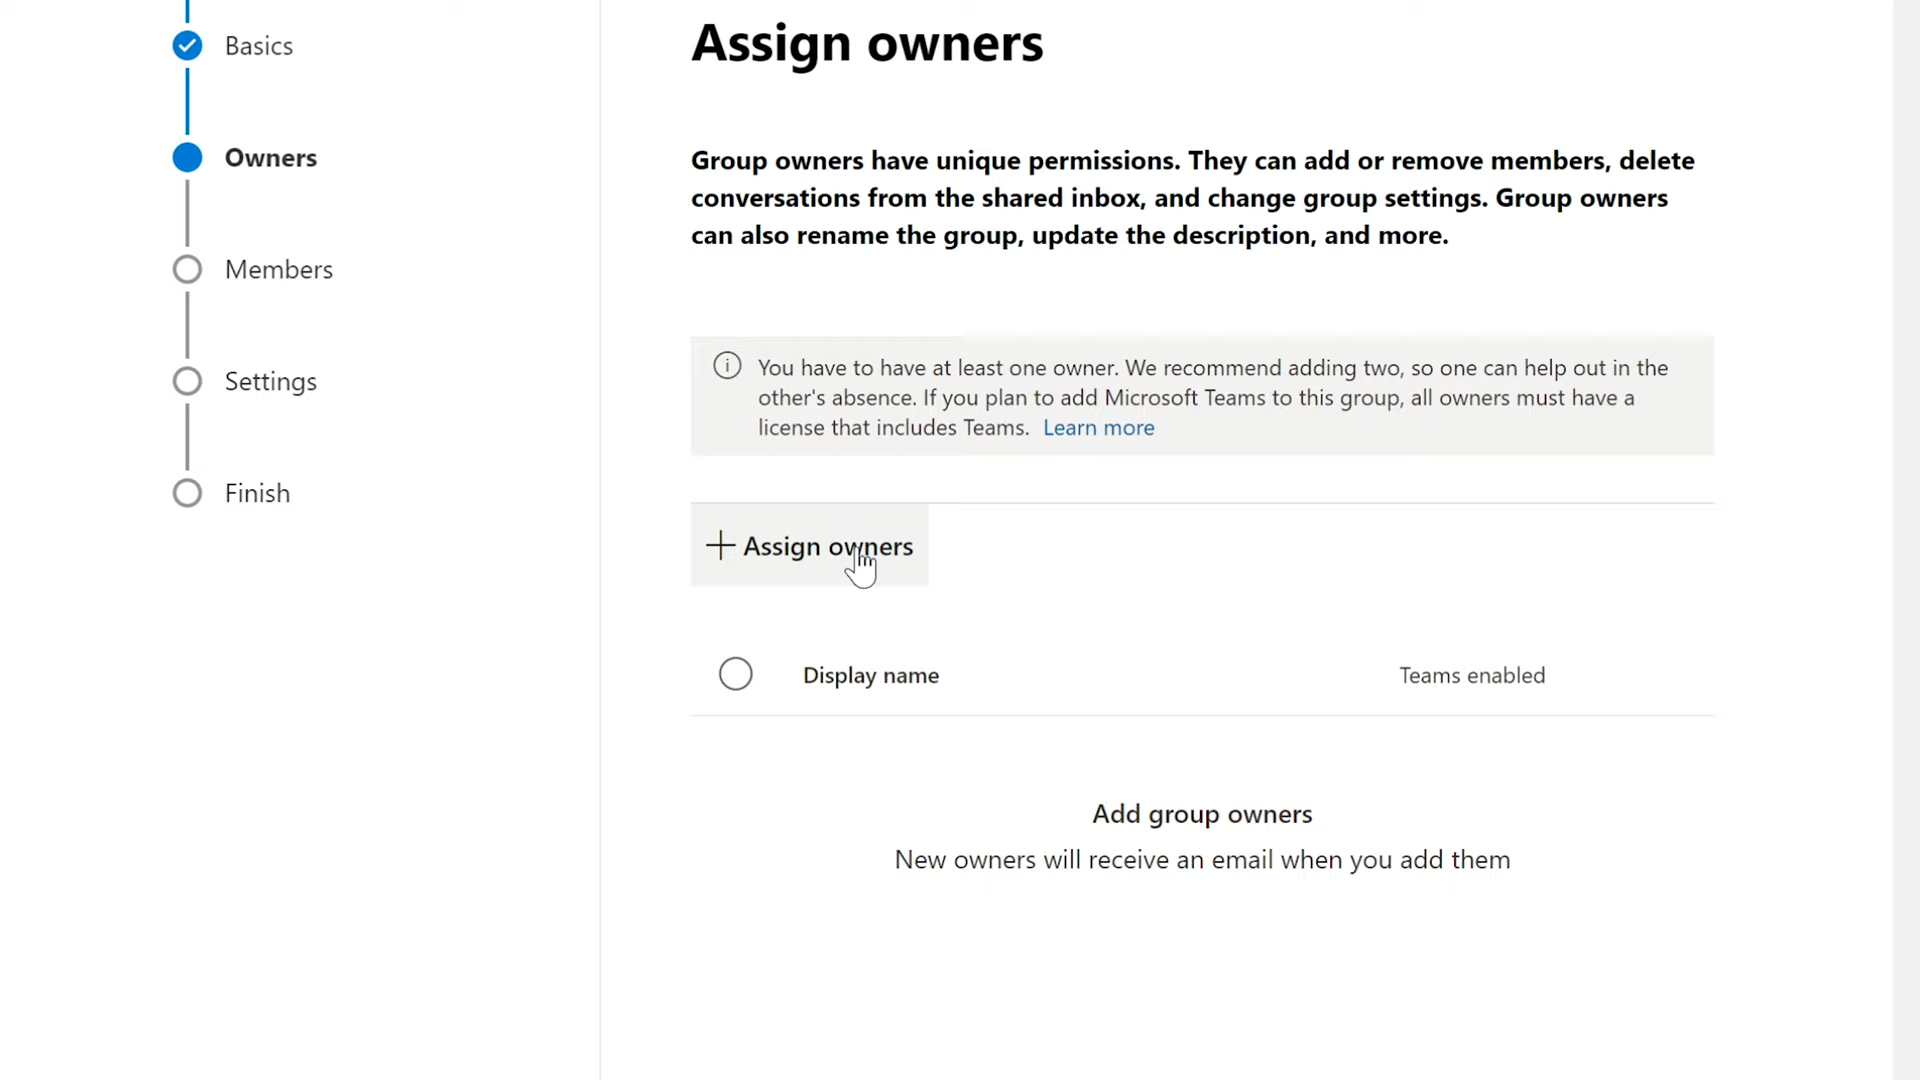 Basics
Owners
Members
Settings
Finish
Assign owners
Group owners have unique permissions. They can add or remove members, delete
conversations from the shared inbox, and change group settings. Group owners
can also rename the group, update the description, and more.
You have to have at least one owner. We recommend adding two, so one can help out in the
other's absence. If you plan to add Microsoft Teams to this group, all owners must have a
license that includes Teams. Learn more
Assign owners
Display name Teams enabled
Add group owners
New owners will receive an email when you add them